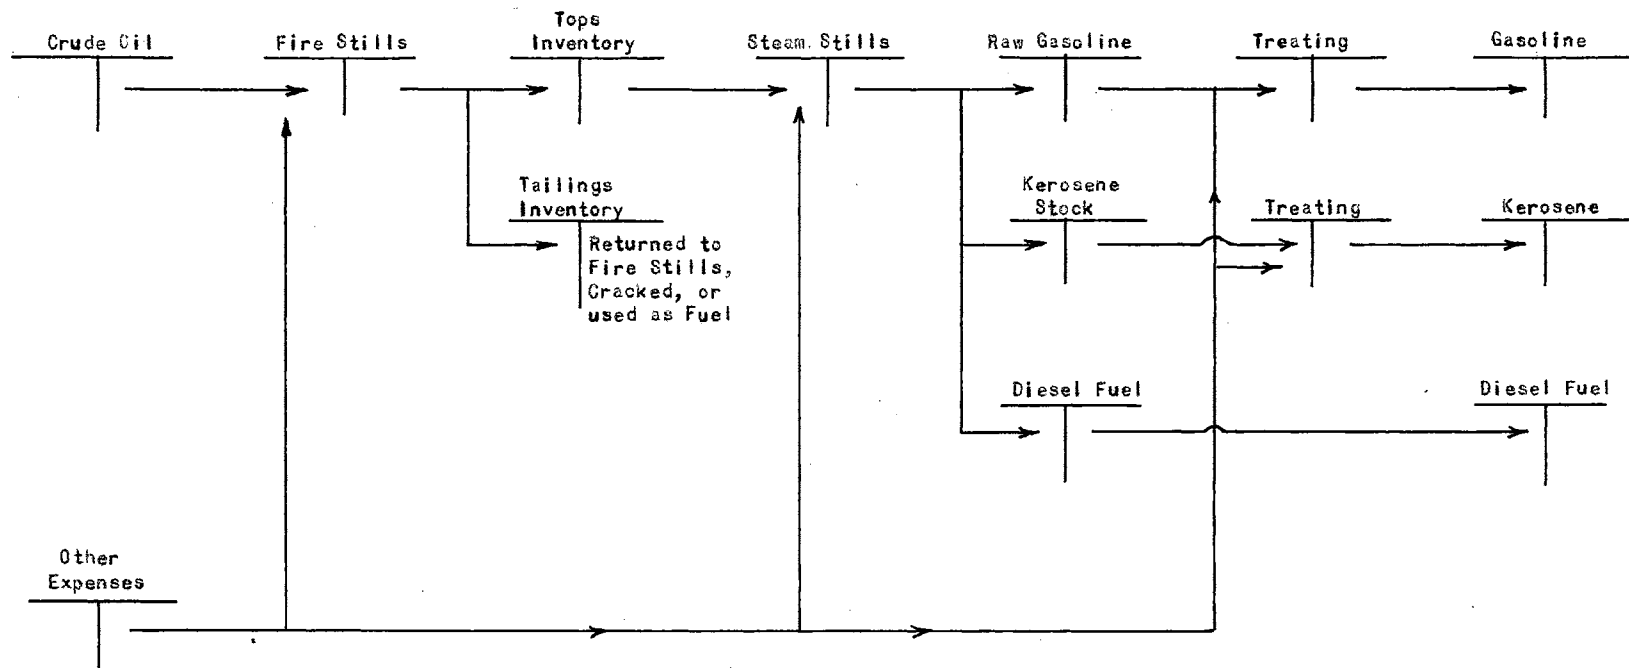 Crude Oil
Fire Stills
Tops
Inventory
Steam Stills
Raw Gasoline
Treating
Gasoline
Tailings
Inventory
Returned to
Fire Stills,
Cracked, or
used as Fuel
Kerosene
Stock
Treating
Kerosene
Diesel Fuel
Diesel Fuel
Other
Expenses